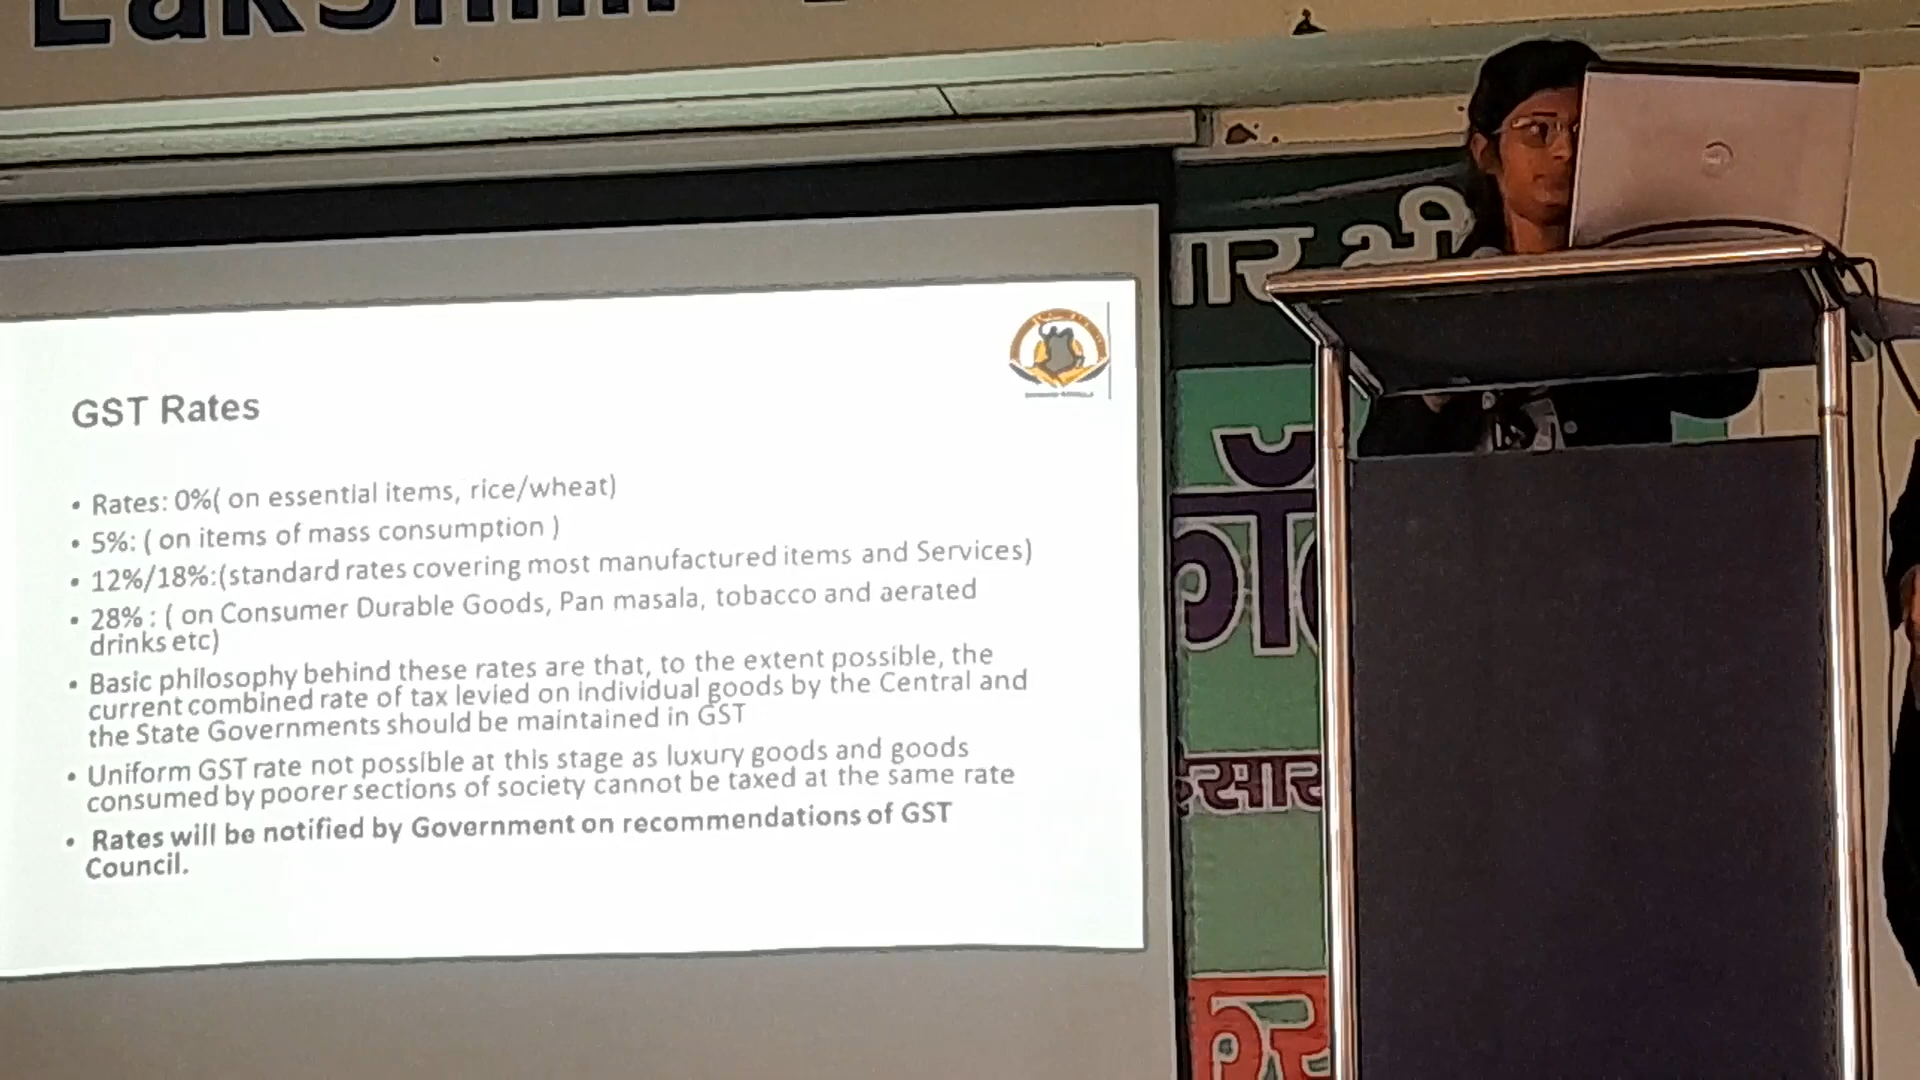 GST Rates
• Rates: 0%( on essential items, rice/wheat)
• 5%: ( on items of mass consumption )
• 12%/18%:(standard rates covering most manufactured items and Services)
• 28% : ( on Consumer Durable Goods, Pan masala, tobacco and aerated
drinks etc)
• Basic philosophy behind these rates are that, to the extent possible, the
current combined rate of tax levied on individual goods by the Central and
the State Governments should be maintained in GST
• Uniform GST rate not possible at this stage as luxury goods and goods
consumed by poorer sections of society cannot be taxed at the same rate
• Rates will be notified by Government on recommendations of GST
Council.